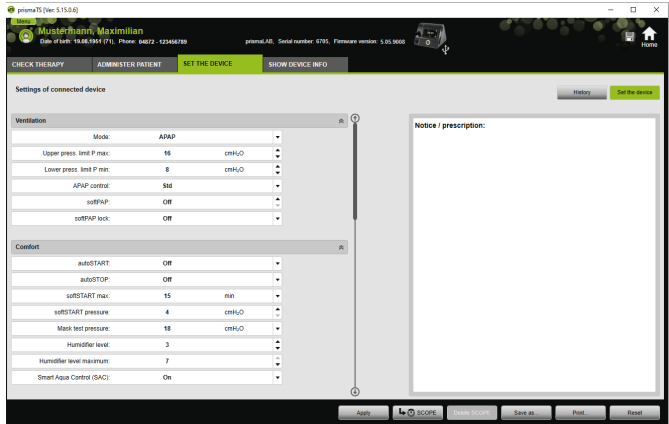 prismaTS [Ver: 5.15.0.6]
Menu
Mustermann, Maximilian
Date of birth: 19.08.1951 (71), Phone: 04872 - 123456789
prismaLAB, Serial number: 6705, Firmware version: 5.05.9008
Home
CHECK THERAPY ADMINISTER PATIENT SET THE DEVICE SHOW DEVICE INFO
Settings of connected device
History Set the device
Ventilation
Notice / prescription:
Mode: APAP
Upper press. limit P max: 16 cmH₂O
Lower press. limit P min: 8 cmH₂O
APAP control: Std
softPAP: Off
softPAP lock: Off
Comfort
autoSTART: Off
autoSTOP: Off
softSTART max: 15 min
softSTART pressure: 4 cmH₂O
Mask test pressure: 18 cmH₂O
Humidifier level: 3
Humidifier level maximum: 7
Smart Aqua Control (SAC): On
Apply SCOPE Delete SCOPE Save as... Print... Reset